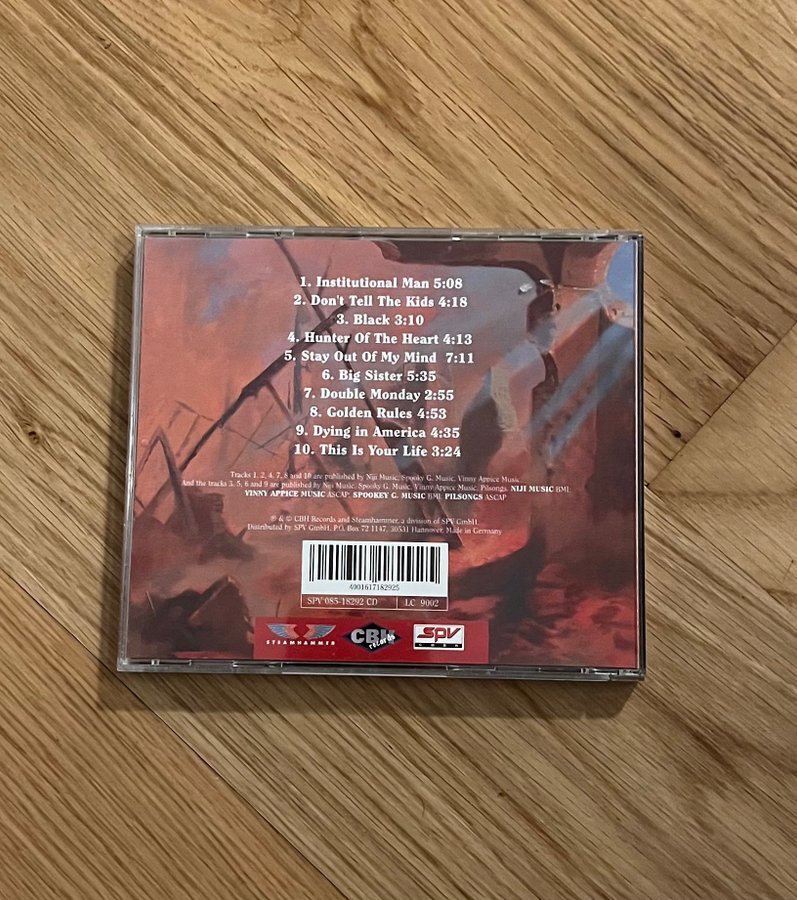 1. Institutional Man 5:08
2. Don't Tell The Kids 4:18
3. Black 3:10
4. Hunter Of The Heart 4:13
5. Stay Out Of My Mind 7:11
6. Big Sister 5:35
7. Double Monday 2:55
8. Golden Rules 4:53
9. Dying in America 4:35
10. This Is Your Life 3:24
Tracks 1, 2, 4, 7, 8 and 10 are published by Niji Music, Spooky G. Music, Vinny Appice Music,
And the tracks 3, 5, 6 and 9 are published by Niji Music, Spooky G. Music, Vinny Appice Music, Pilsongs. NIJI MUSIC BMI;
VINNY APPICE MUSIC ASCAP; SPOOKEY G. MUSIC BMI; PILSONGS ASCAP
℗ & © CBH Records and Steamhammer, a division of SPV GmbH.
Distributed by SPV GmbH, P.O. Box 72 1147, 30531 Hannover, Made in Germany
4001617182925
SPV 085-18292 CD LC 9002
STEAMHAMMER CBH records SPV GMBH